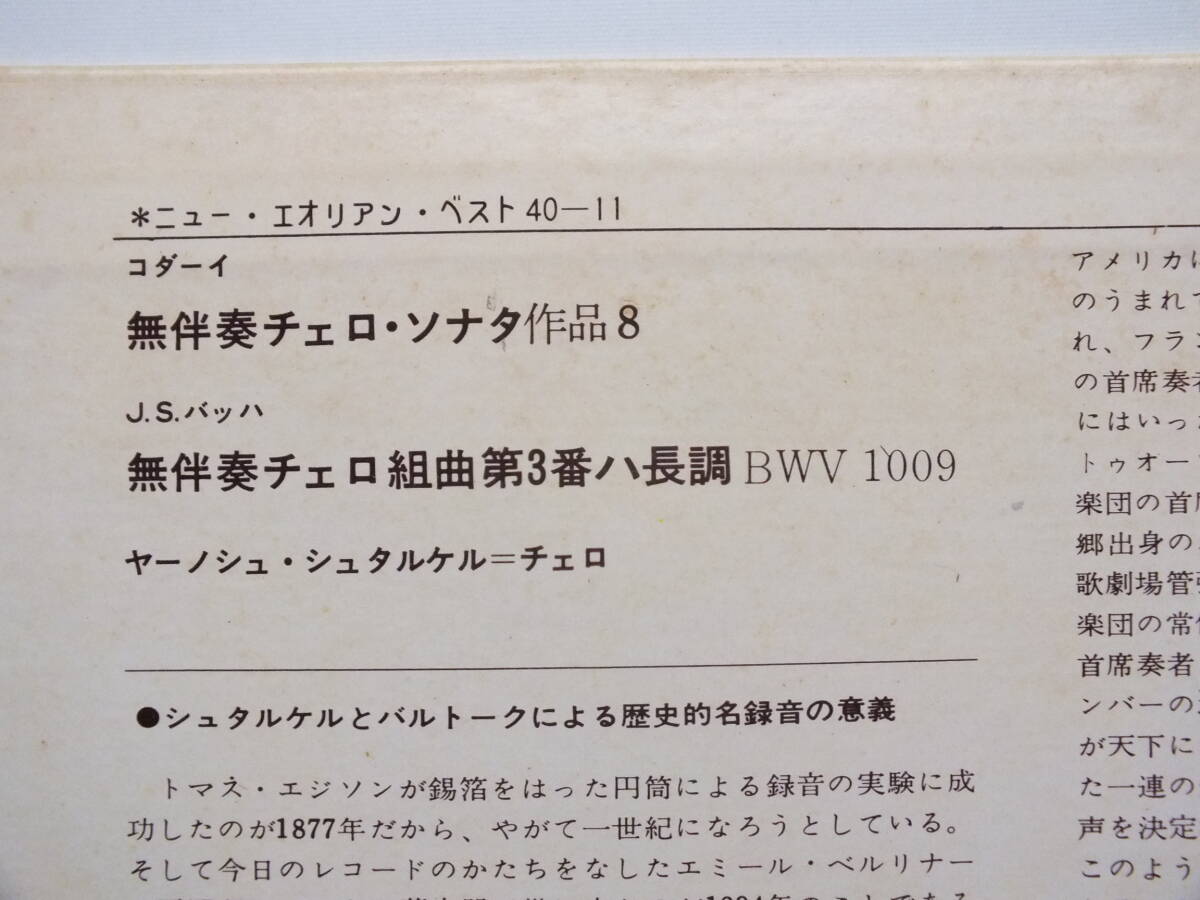 *ニュー・エオリアン・ベスト40—11
コダーイ
無伴奏チェロ・ソナタ作品8
J.S.バッハ
無伴奏チェロ組曲第3番ハ長調BWV 1009
ヤーノシュ・シュタルケル＝チェロ
●シュタルケルとバルトークによる歴史的名録音の意義
トマス・エジソンが錫箔をはった円筒による録音の実験に成
功したのが1877年だから、やがて一世紀になろうとしている。
そして今日のレコードのかたちをなしたエミール・ベルリナー
アメリカに
のうまれで
れ、フラン
の首席奏者
にはいっ
トゥオー
楽団の首席
郷出身の
歌劇場管弦
楽団の常任
首席奏者
ンバーの
が天下に
た一連の
声を決定
このよう